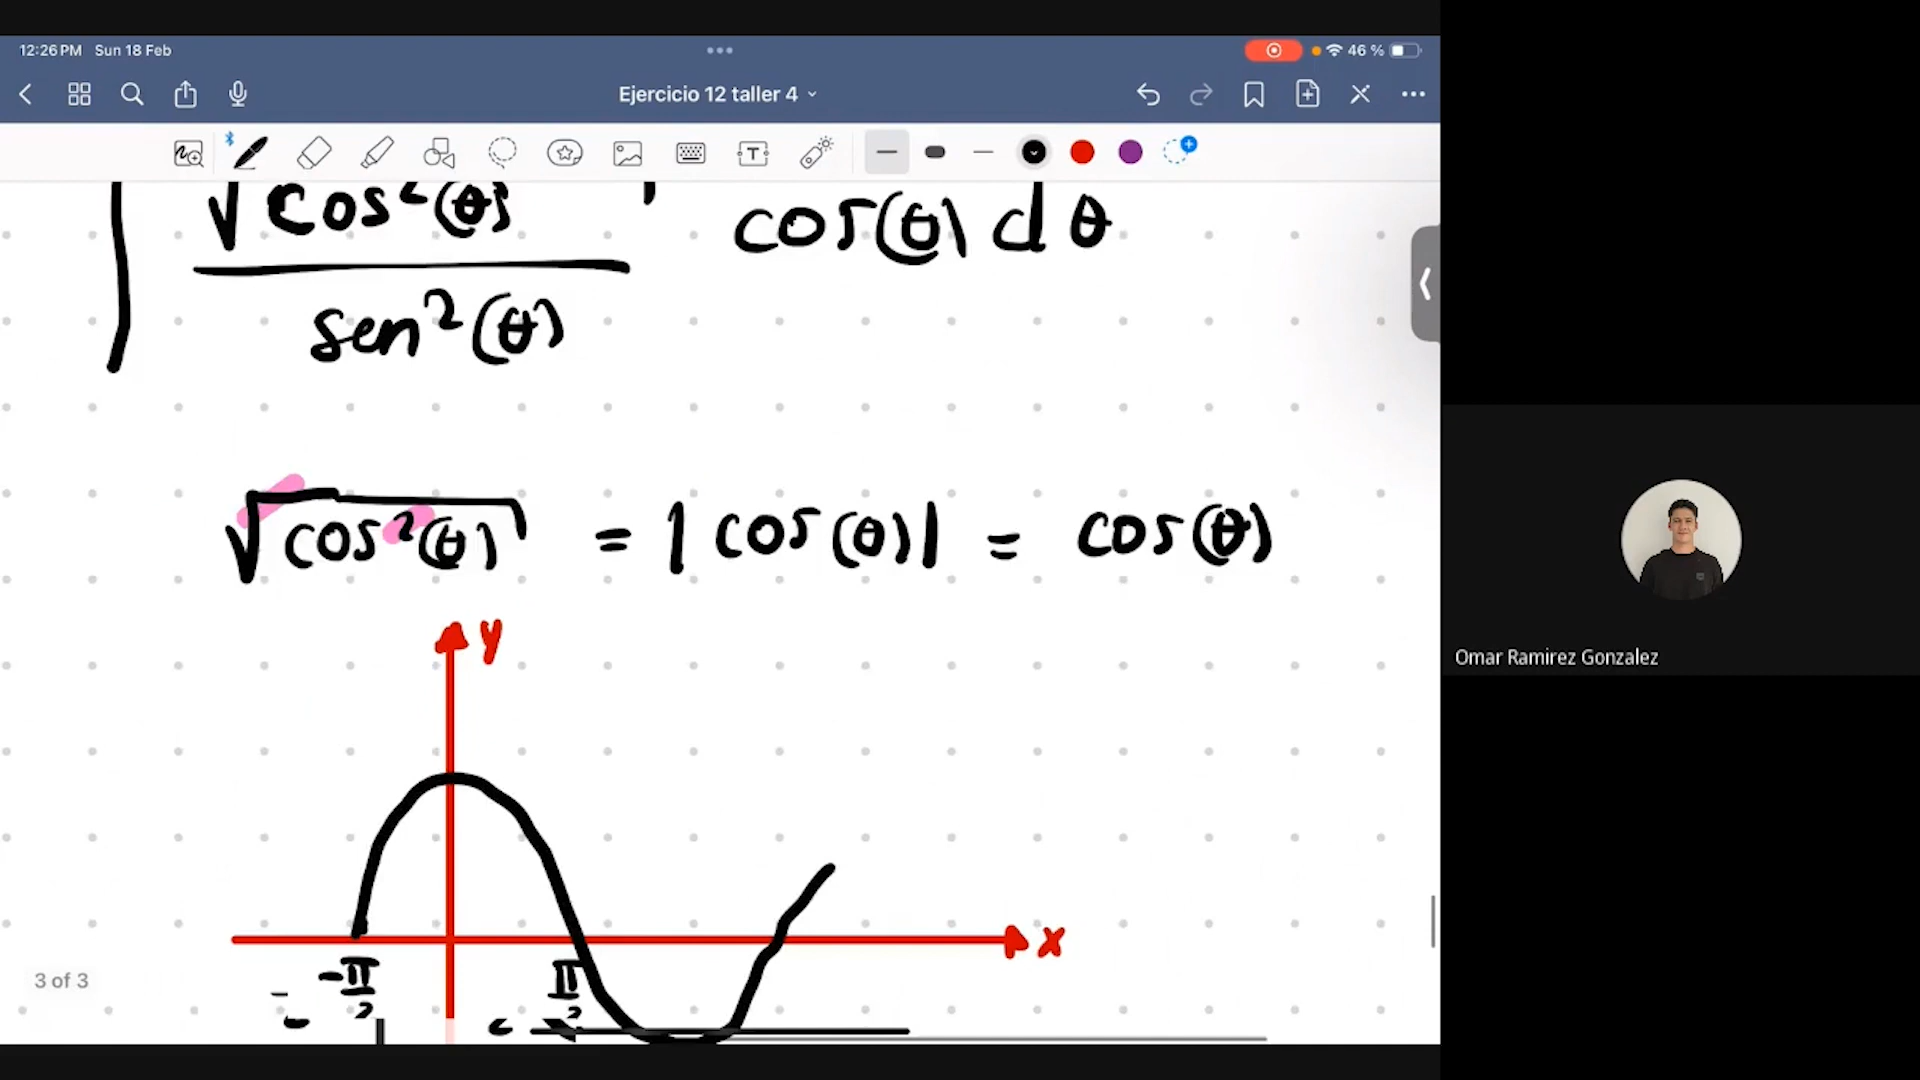 12:26 PM Sun 18 Feb
46 %
Ejercicio 12 taller 4
T
∫ √cos²(θ) / sen²(θ) cos(θ) dθ
√cos²(θ) = |cos(θ)| = cos(θ)
y
x
-π/2 π/2
3 of 3
Omar Ramirez Gonzalez